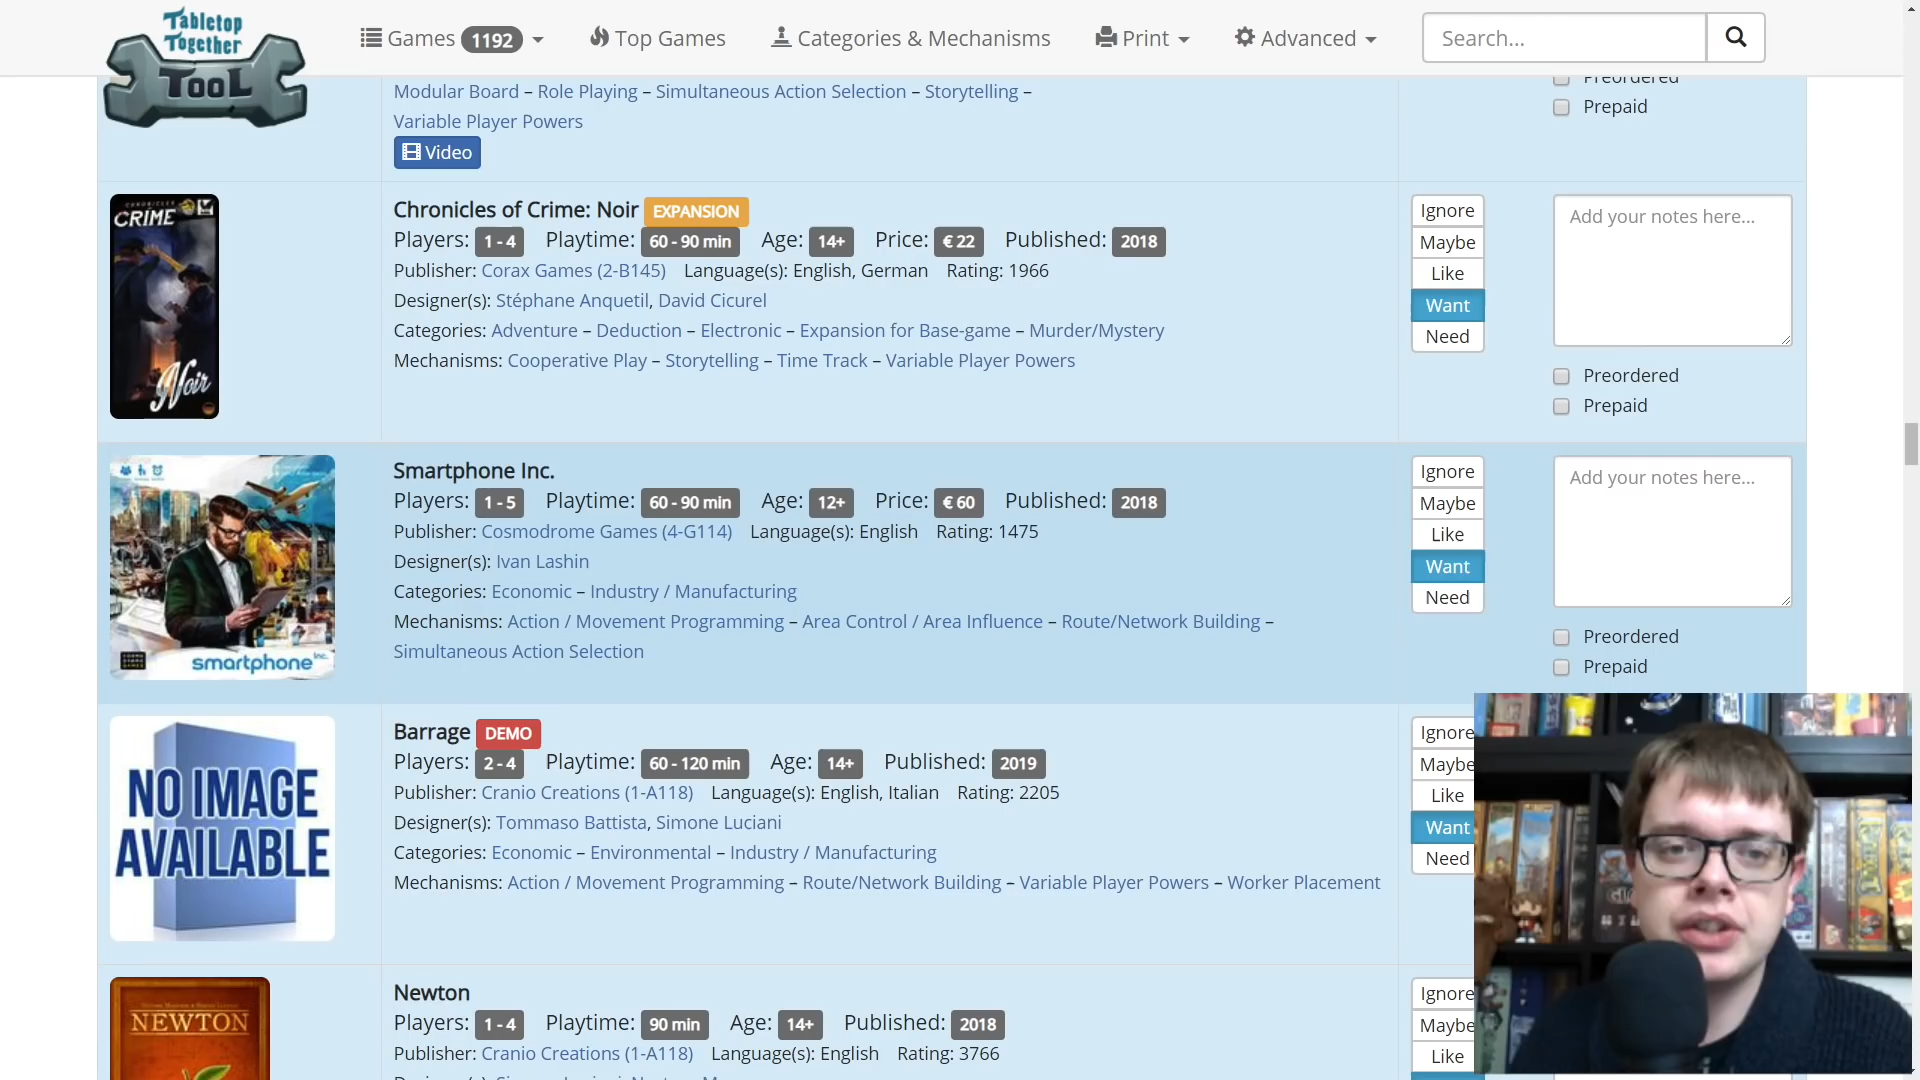 Tabletop
Together
TOOL
Games 1192
Top Games
Categories & Mechanisms
Print
Advanced
Search...
Modular Board – Role Playing – Simultaneous Action Selection – Storytelling –
Variable Player Powers
Video
Preordered
Prepaid
CHRONICLES OF
CRIME
Noir
Chronicles of Crime: Noir EXPANSION
Players: 1 - 4 Playtime: 60 - 90 min Age: 14+ Price: € 22 Published: 2018
Publisher: Corax Games (2-B145) Language(s): English, German Rating: 1966
Designer(s): Stéphane Anquetil, David Cicurel
Categories: Adventure – Deduction – Electronic – Expansion for Base-game – Murder/Mystery
Mechanisms: Cooperative Play – Storytelling – Time Track – Variable Player Powers
Ignore
Maybe
Like
Want
Need
Add your notes here...
Preordered
Prepaid
smartphone Inc.
Smartphone Inc.
Players: 1 - 5 Playtime: 60 - 90 min Age: 12+ Price: € 60 Published: 2018
Publisher: Cosmodrome Games (4-G114) Language(s): English Rating: 1475
Designer(s): Ivan Lashin
Categories: Economic – Industry / Manufacturing
Mechanisms: Action / Movement Programming – Area Control / Area Influence – Route/Network Building –
Simultaneous Action Selection
Ignore
Maybe
Like
Want
Need
Add your notes here...
Preordered
Prepaid
NO IMAGE
AVAILABLE
Barrage DEMO
Players: 2 - 4 Playtime: 60 - 120 min Age: 14+ Published: 2019
Publisher: Cranio Creations (1-A118) Language(s): English, Italian Rating: 2205
Designer(s): Tommaso Battista, Simone Luciani
Categories: Economic – Environmental – Industry / Manufacturing
Mechanisms: Action / Movement Programming – Route/Network Building – Variable Player Powers – Worker Placement
Ignore
Maybe
Like
Want
Need
NEWTON
Newton
Players: 1 - 4 Playtime: 90 min Age: 14+ Published: 2018
Publisher: Cranio Creations (1-A118) Language(s): English Rating: 3766
Ignore
Maybe
Like